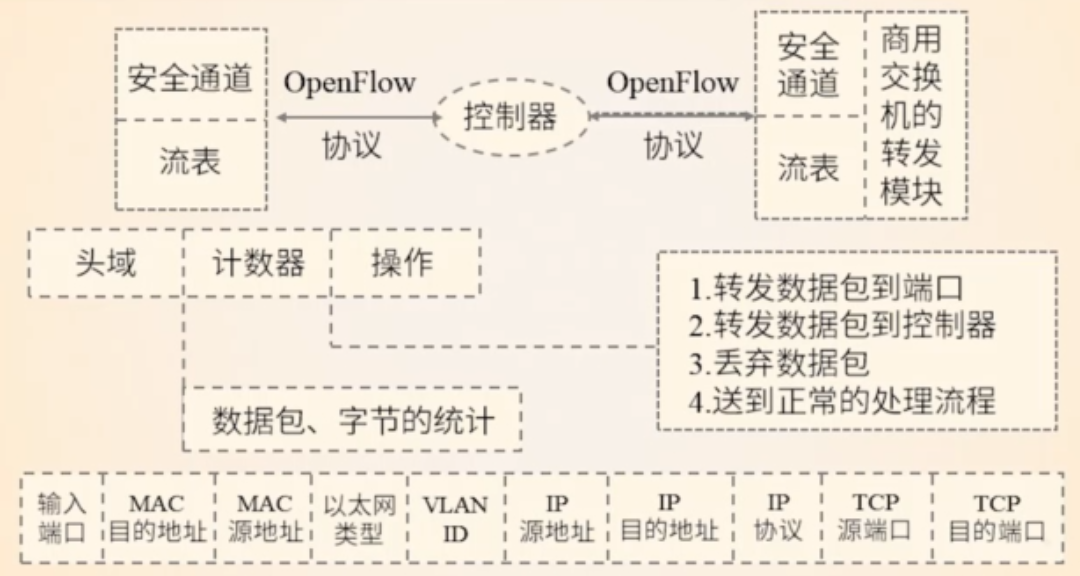 安全通道
流表
OpenFlow
协议
控制器
OpenFlow
协议
安全
通道
流表
商用
交换
机的
转发
模块
头域
计数器
操作
1.转发数据包到端口
2.转发数据包到控制器
3.丢弃数据包
4.送到正常的处理流程
数据包、字节的统计
输入
端口
MAC
目的地址
MAC
源地址
以太网
类型
VLAN
ID
IP
源地址
IP
目的地址
IP
协议
TCP
源端口
TCP
目的端口